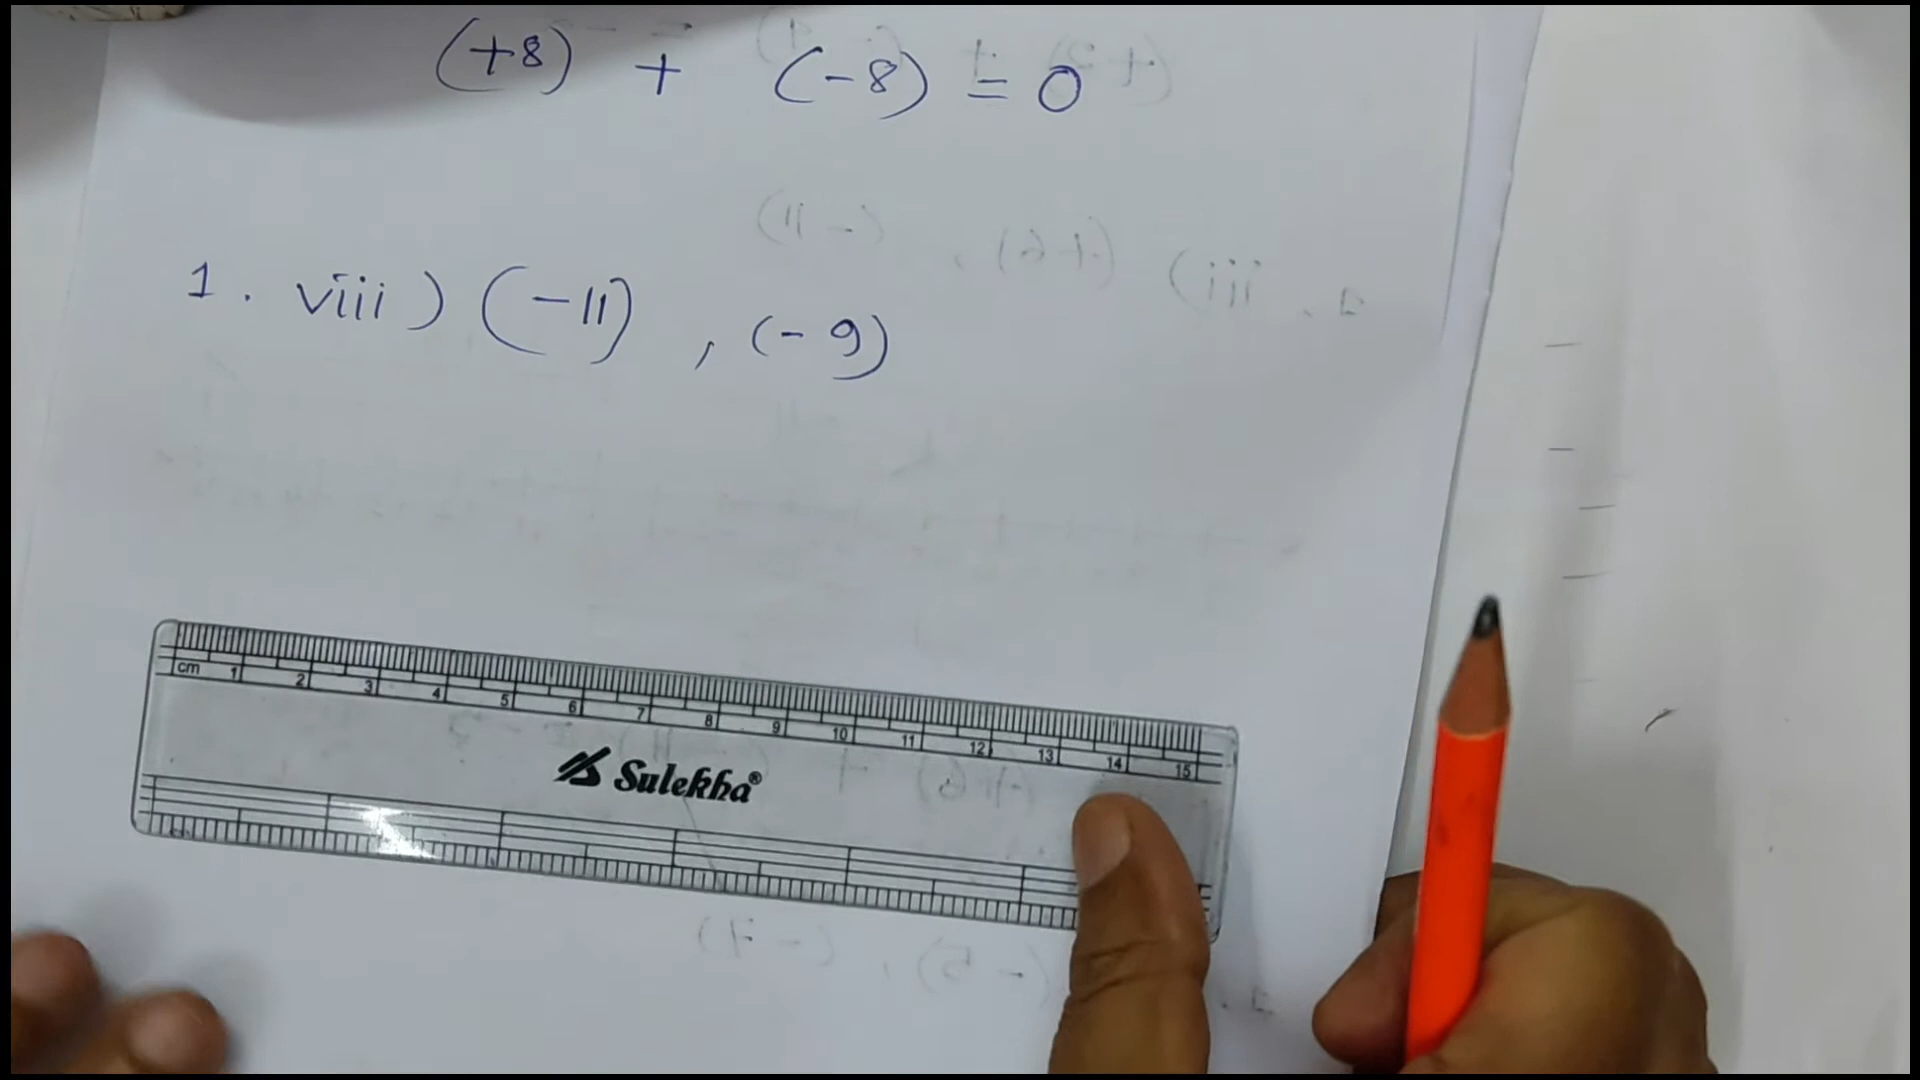 (+8) + (-8) = 0
1. viii) (-11), (-9)
cm 1 2 3 4 5 6 7 8 9 10 11 12 13 14 15
Sulekha®